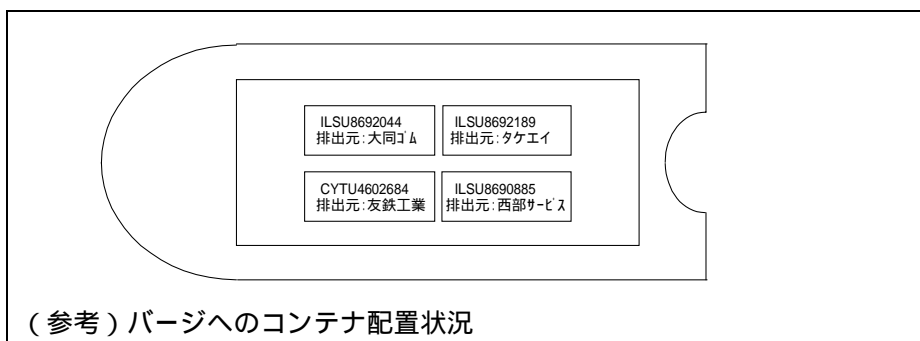 ILSU8692044
排出元:大同ｺﾞﾑ
ILSU8692189
排出元:タケエイ
CYTU4602684
排出元:友鉄工業
ILSU8690885
排出元:西部ｻｰﾋﾞｽ
（参考）バージへのコンテナ配置状況